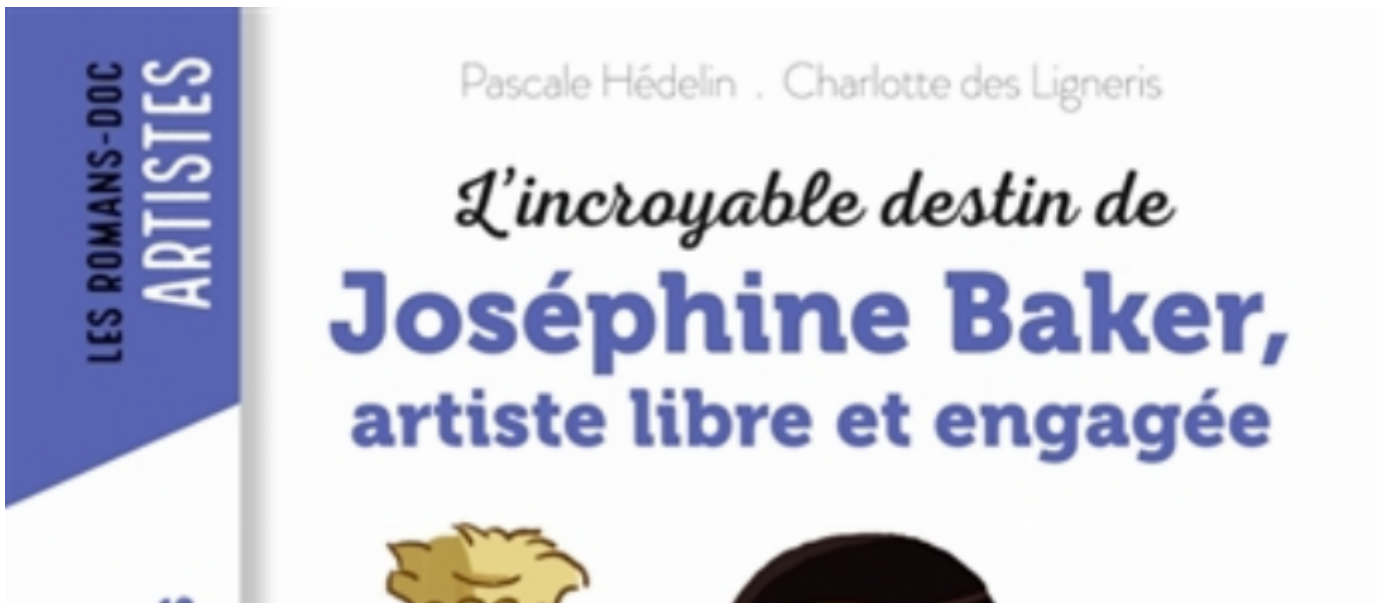 LES ROMANS-DOC
ARTISTES
Pascale Hédelin . Charlotte des Ligneris
L'incroyable destin de
Joséphine Baker,
artiste libre et engagée